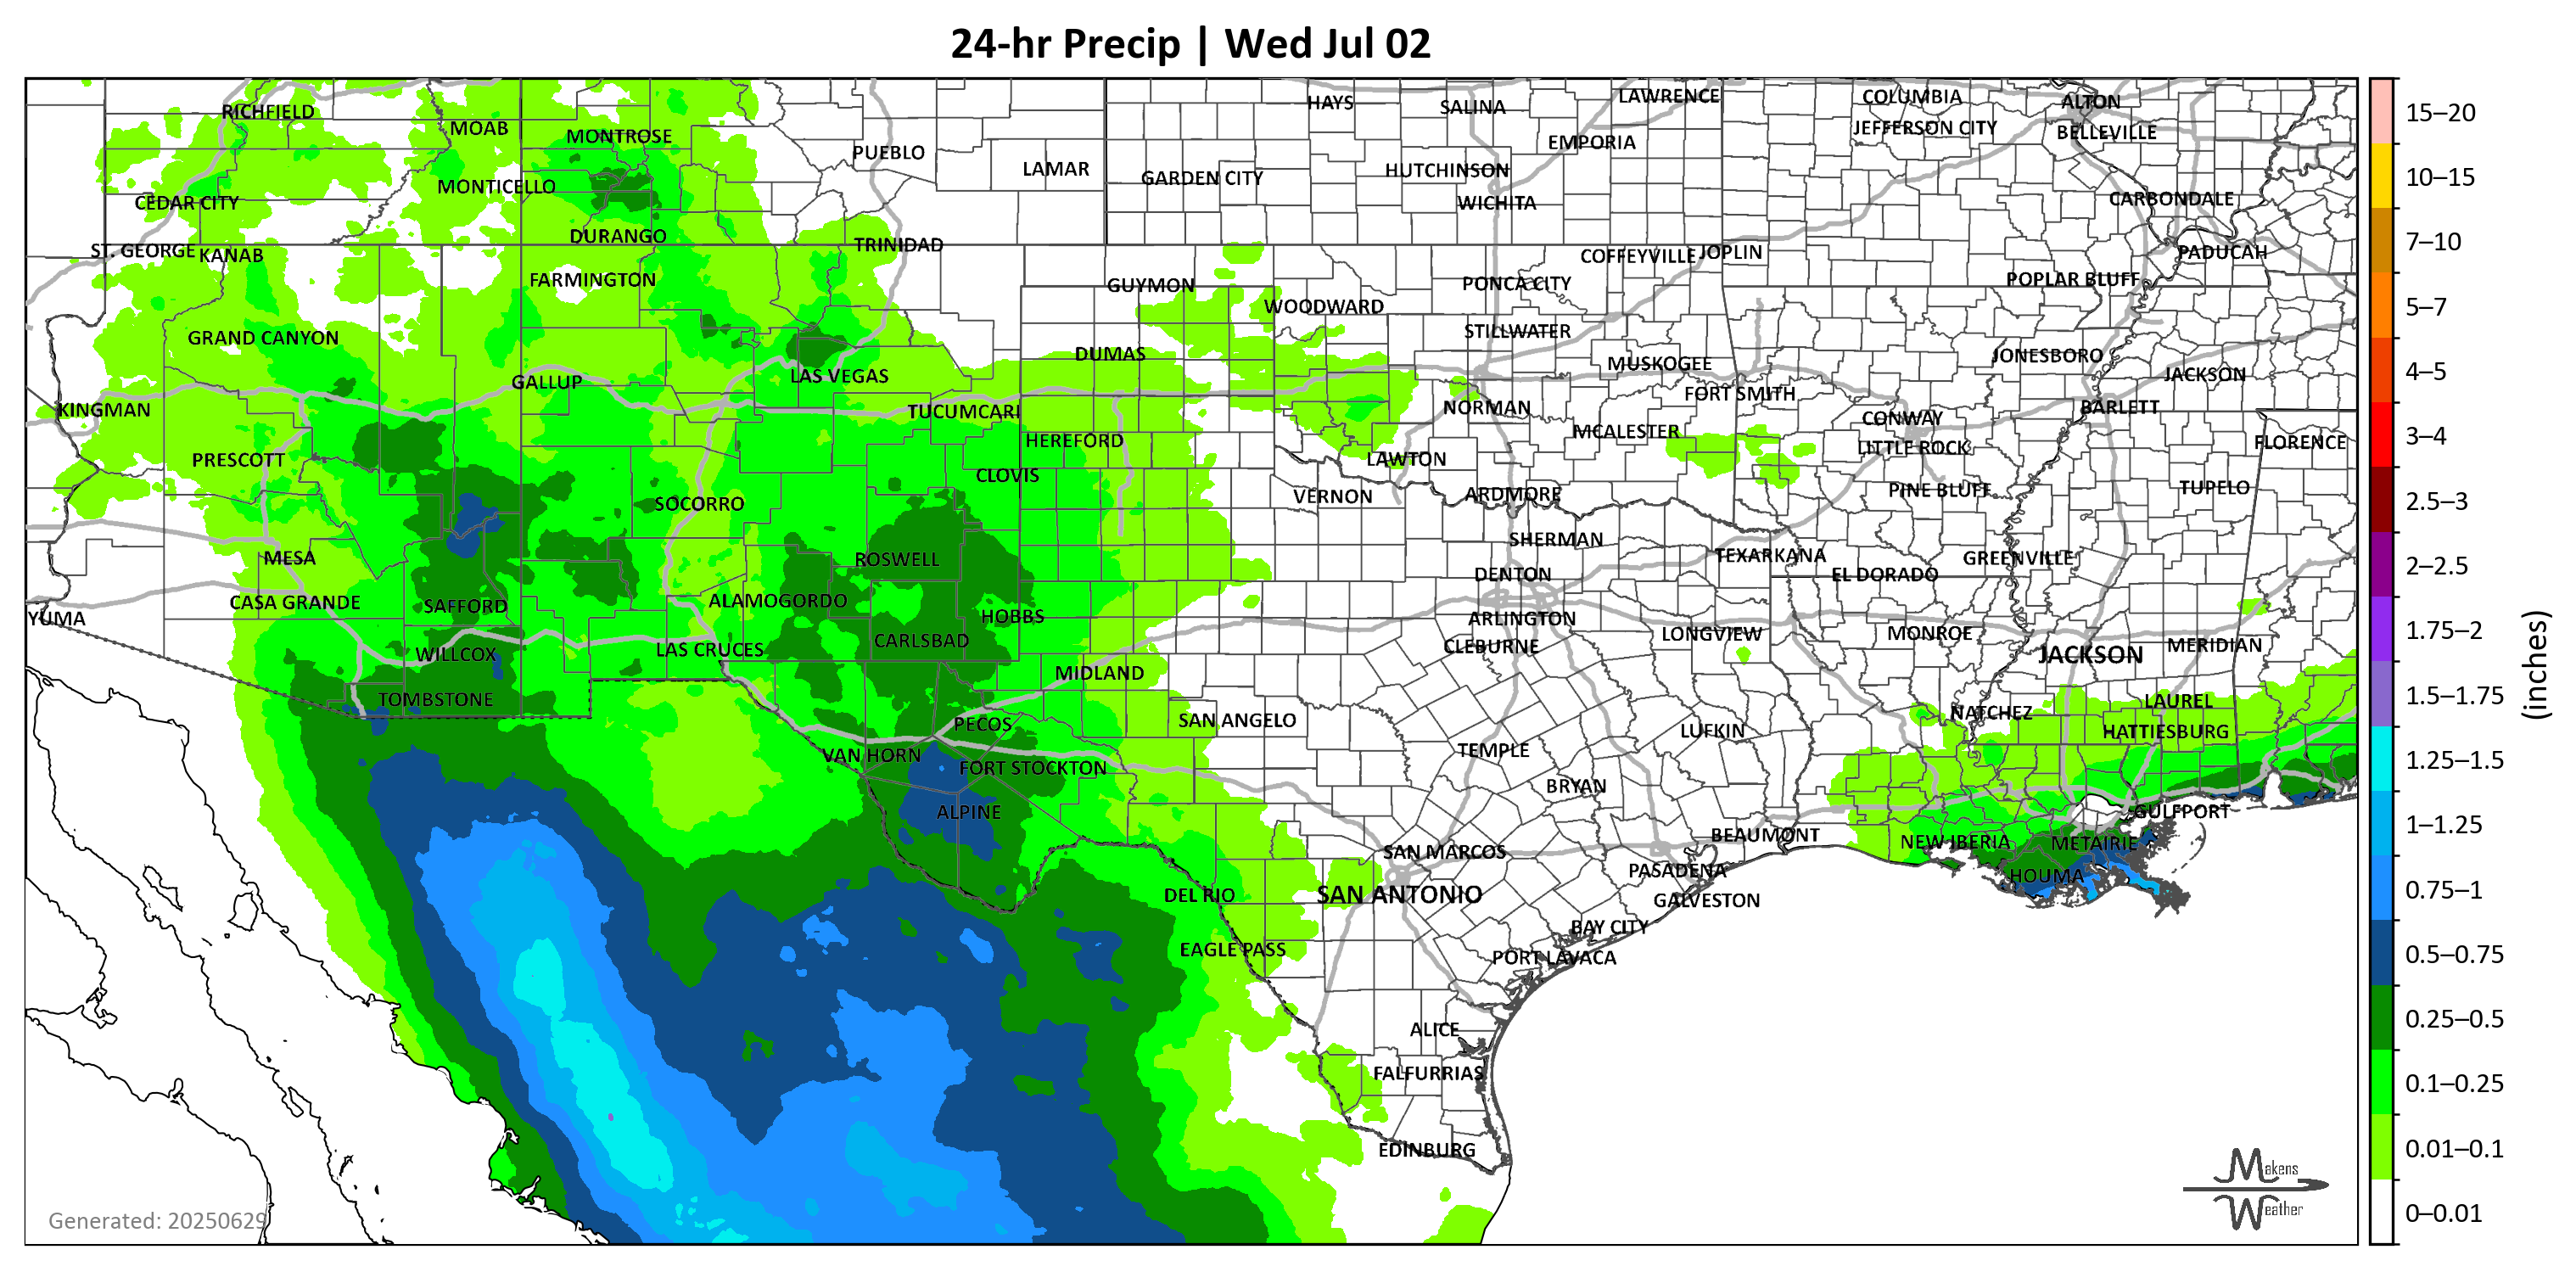 24-hr Precip | Wed Jul 02
RICHFIELD
MOAB
MONTROSE
PUEBLO
LAMAR
HAYS
SALINA
LAWRENCE
COLUMBIA
ALTON
JEFFERSON CITY
BELLEVILLE
EMPORIA
MONTICELLO
GARDEN CITY
HUTCHINSON
CEDAR CITY
WICHITA
CARBONDALE
DURANGO
TRINIDAD
ST. GEORGE
KANAB
COFFEYVILLE
JOPLIN
PADUCAH
FARMINGTON
GUYMON
PONCA CITY
POPLAR BLUFF
WOODWARD
GRAND CANYON
STILLWATER
DUMAS
MUSKOGEE
JONESBORO
GALLUP
LAS VEGAS
JACKSON
KINGMAN
TUCUMCARI
NORMAN
FORT SMITH
BARLETT
CONWAY
HEREFORD
MCALESTER
LITTLE ROCK
FLORENCE
PRESCOTT
CLOVIS
LAWTON
SOCORRO
VERNON
ARDMORE
PINE BLUFF
TUPELO
MESA
ROSWELL
SHERMAN
TEXARKANA
GREENVILLE
DENTON
EL DORADO
CASA GRANDE
SAFFORD
ALAMOGORDO
HOBBS
YUMA
ARLINGTON
CARLSBAD
CLEBURNE
LONGVIEW
MONROE
JACKSON
MERIDIAN
WILLCOX
LAS CRUCES
MIDLAND
TOMBSTONE
LAUREL
PECOS
SAN ANGELO
NATCHEZ
LUFKIN
HATTIESBURG
VAN HORN
FORT STOCKTON
TEMPLE
BRYAN
ALPINE
GULFPORT
BEAUMONT
NEW IBERIA
METAIRIE
SAN MARCOS
PASADENA
HOUMA
DEL RIO
SAN ANTONIO
GALVESTON
BAY CITY
EAGLE PASS
PORT LAVACA
ALICE
FALFURRIAS
EDINBURG
Generated: 20250629
Makens
Weather
15–20
10–15
7–10
5–7
4–5
3–4
2.5–3
2–2.5
1.75–2
1.5–1.75
1.25–1.5
1–1.25
0.75–1
0.5–0.75
0.25–0.5
0.1–0.25
0.01–0.1
0–0.01
(inches)